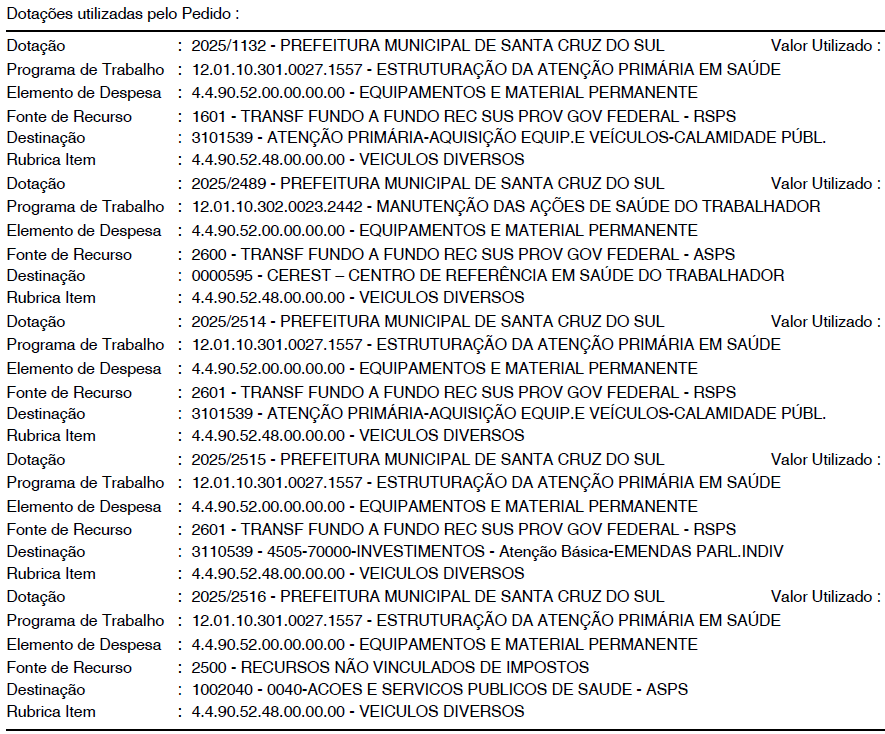 Dotações utilizadas pelo Pedido :
Dotação : 2025/1132 - PREFEITURA MUNICIPAL DE SANTA CRUZ DO SUL Valor Utilizado :
Programa de Trabalho : 12.01.10.301.0027.1557 - ESTRUTURAÇÃO DA ATENÇÃO PRIMÁRIA EM SAÚDE
Elemento de Despesa : 4.4.90.52.00.00.00.00 - EQUIPAMENTOS E MATERIAL PERMANENTE
Fonte de Recurso : 1601 - TRANSF FUNDO A FUNDO REC SUS PROV GOV FEDERAL - RSPS
Destinação : 3101539 - ATENÇÃO PRIMÁRIA-AQUISIÇÃO EQUIP.E VEÍCULOS-CALAMIDADE PÚBL.
Rubrica Item : 4.4.90.52.48.00.00.00 - VEICULOS DIVERSOS
Dotação : 2025/2489 - PREFEITURA MUNICIPAL DE SANTA CRUZ DO SUL Valor Utilizado :
Programa de Trabalho : 12.01.10.302.0023.2442 - MANUTENÇÃO DAS AÇÕES DE SAÚDE DO TRABALHADOR
Elemento de Despesa : 4.4.90.52.00.00.00.00 - EQUIPAMENTOS E MATERIAL PERMANENTE
Fonte de Recurso : 2600 - TRANSF FUNDO A FUNDO REC SUS PROV GOV FEDERAL - ASPS
Destinação : 0000595 - CEREST – CENTRO DE REFERÊNCIA EM SAÚDE DO TRABALHADOR
Rubrica Item : 4.4.90.52.48.00.00.00 - VEICULOS DIVERSOS
Dotação : 2025/2514 - PREFEITURA MUNICIPAL DE SANTA CRUZ DO SUL Valor Utilizado :
Programa de Trabalho : 12.01.10.301.0027.1557 - ESTRUTURAÇÃO DA ATENÇÃO PRIMÁRIA EM SAÚDE
Elemento de Despesa : 4.4.90.52.00.00.00.00 - EQUIPAMENTOS E MATERIAL PERMANENTE
Fonte de Recurso : 2601 - TRANSF FUNDO A FUNDO REC SUS PROV GOV FEDERAL - RSPS
Destinação : 3101539 - ATENÇÃO PRIMÁRIA-AQUISIÇÃO EQUIP.E VEÍCULOS-CALAMIDADE PÚBL.
Rubrica Item : 4.4.90.52.48.00.00.00 - VEICULOS DIVERSOS
Dotação : 2025/2515 - PREFEITURA MUNICIPAL DE SANTA CRUZ DO SUL Valor Utilizado :
Programa de Trabalho : 12.01.10.301.0027.1557 - ESTRUTURAÇÃO DA ATENÇÃO PRIMÁRIA EM SAÚDE
Elemento de Despesa : 4.4.90.52.00.00.00.00 - EQUIPAMENTOS E MATERIAL PERMANENTE
Fonte de Recurso : 2601 - TRANSF FUNDO A FUNDO REC SUS PROV GOV FEDERAL - RSPS
Destinação : 3110539 - 4505-70000-INVESTIMENTOS - Atenção Básica-EMENDAS PARL.INDIV
Rubrica Item : 4.4.90.52.48.00.00.00 - VEICULOS DIVERSOS
Dotação : 2025/2516 - PREFEITURA MUNICIPAL DE SANTA CRUZ DO SUL Valor Utilizado :
Programa de Trabalho : 12.01.10.301.0027.1557 - ESTRUTURAÇÃO DA ATENÇÃO PRIMÁRIA EM SAÚDE
Elemento de Despesa : 4.4.90.52.00.00.00.00 - EQUIPAMENTOS E MATERIAL PERMANENTE
Fonte de Recurso : 2500 - RECURSOS NÃO VINCULADOS DE IMPOSTOS
Destinação : 1002040 - 0040-ACOES E SERVICOS PUBLICOS DE SAUDE - ASPS
Rubrica Item : 4.4.90.52.48.00.00.00 - VEICULOS DIVERSOS